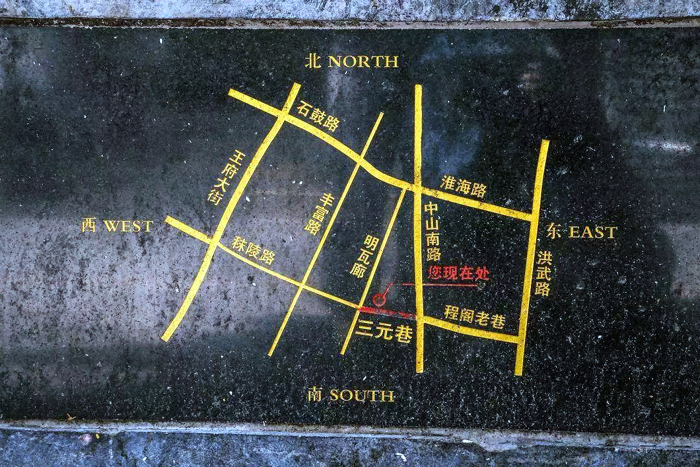 北 NORTH
石鼓路
王府大街
淮海路
丰富路
中山南路
西 WEST
东 EAST
秣陵路
明瓦廊
洪武路
您现在处
程阁老巷
三元巷
南 SOUTH